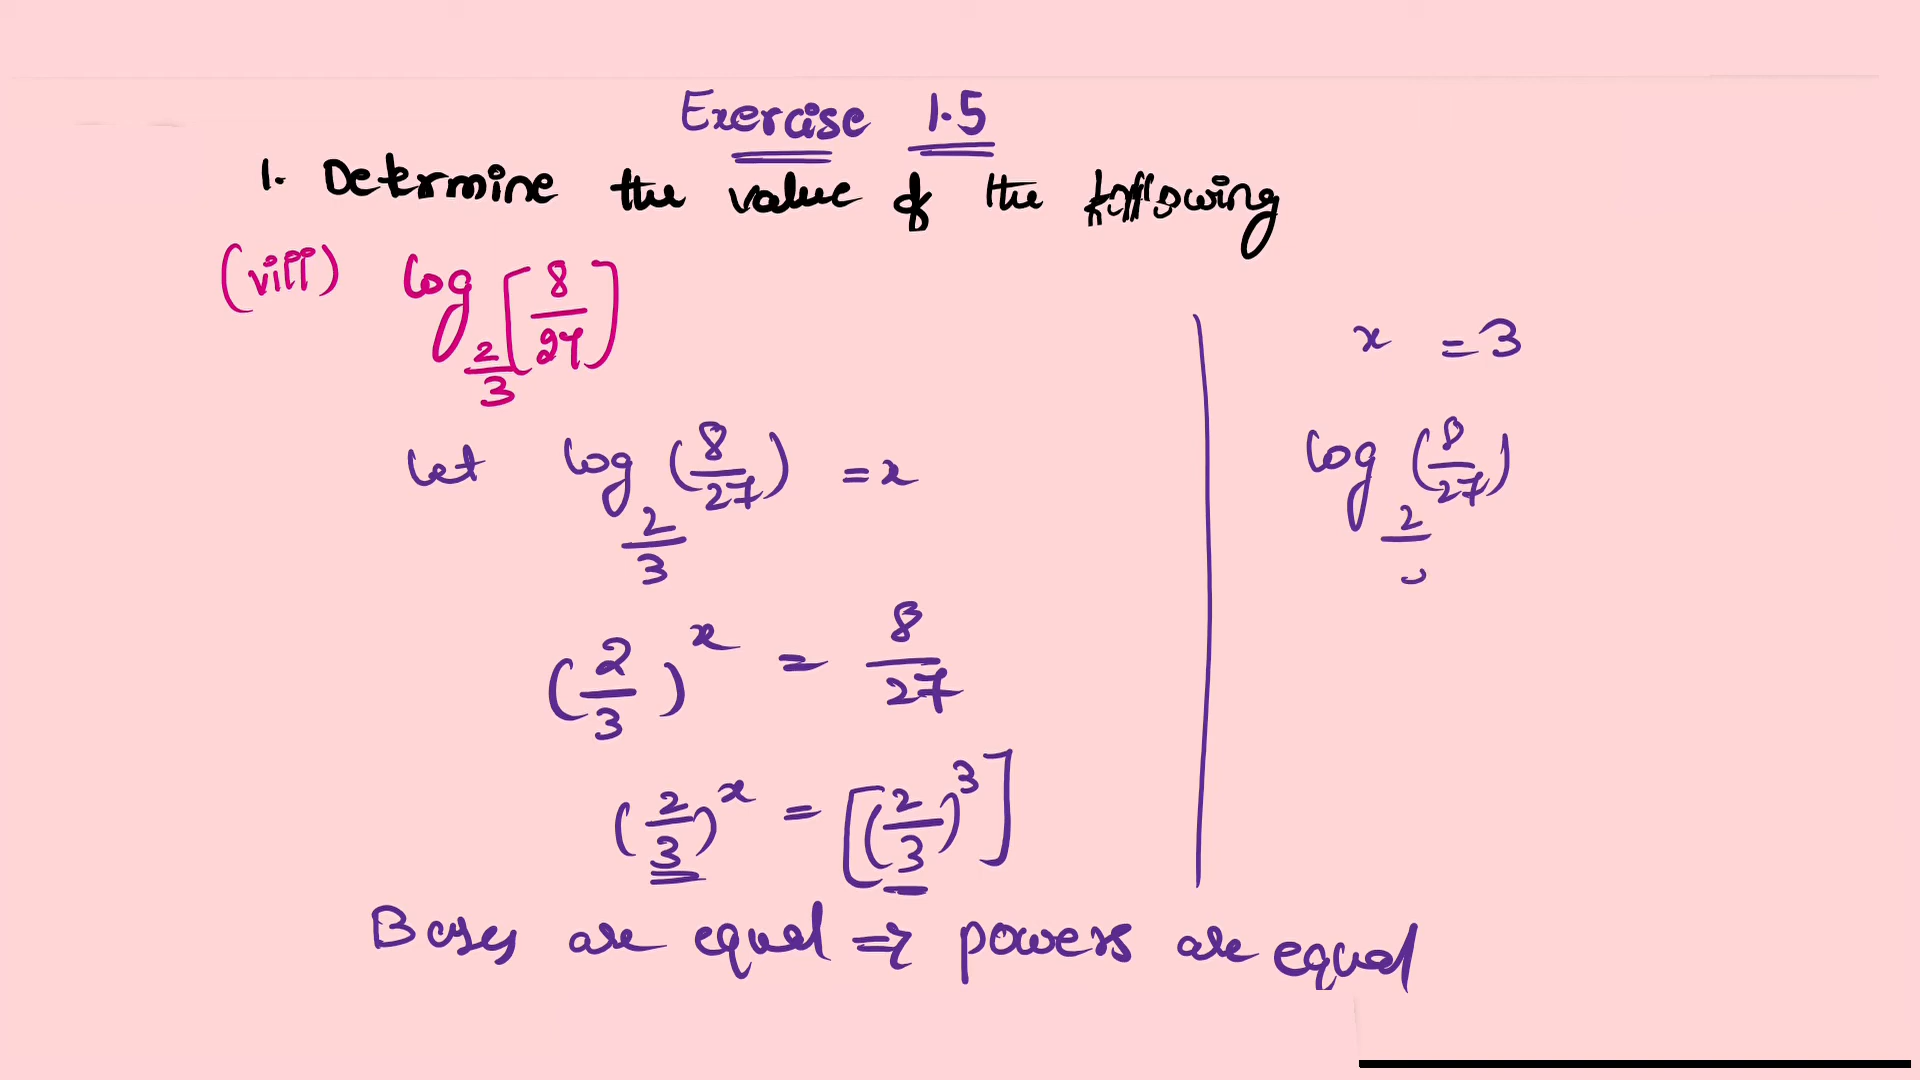 Exercise 1.5
1. Determine the value of the following
(viii) log_{2/3} [8/27]
Let log_{2/3} (8/27) = x
(2/3)^x = 8/27
(2/3)^x = [(2/3)^3]
Bases are equal ⇒ powers are equal
x = 3
log_{2/} (8/27)